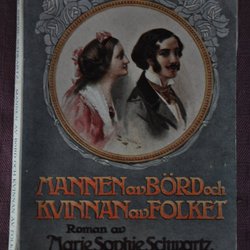 MANNEN av BÖRD och
KVINNAN av FOLKET
Roman av
Marie Sophie Schwartz